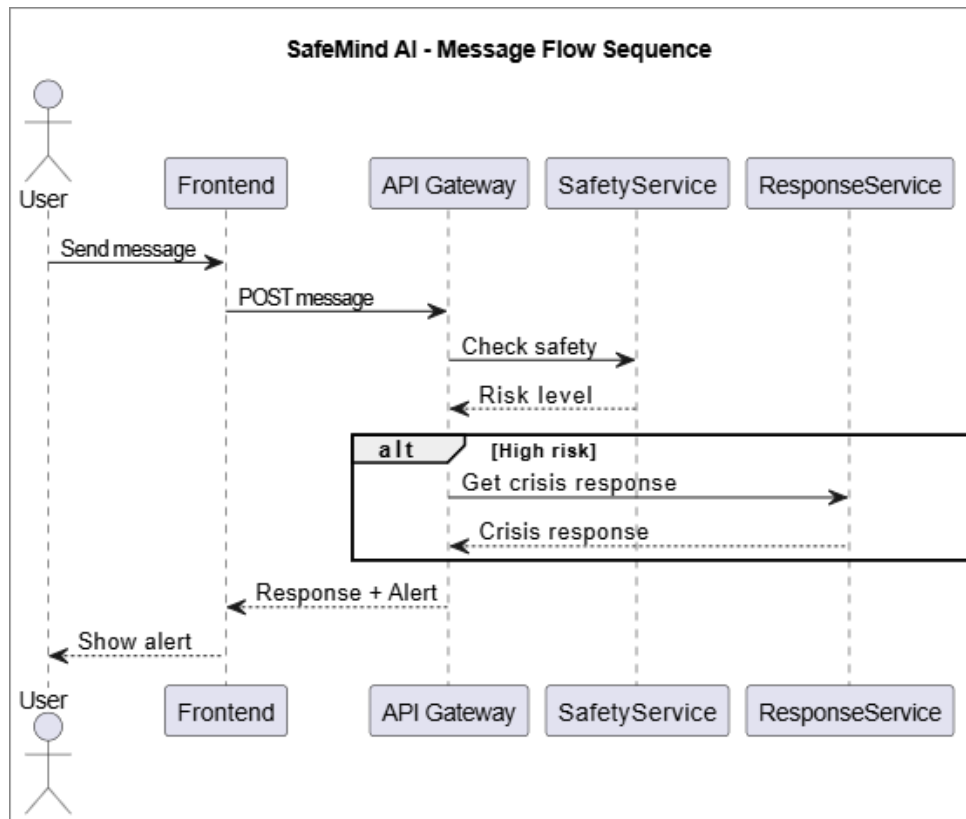 SafeMind AI - Message Flow Sequence
User
Frontend
API Gateway
SafetyService
ResponseService
Send message
POST message
Check safety
Risk level
alt
[High risk]
Get crisis response
Crisis response
Response + Alert
Show alert
User
Frontend
API Gateway
SafetyService
ResponseService